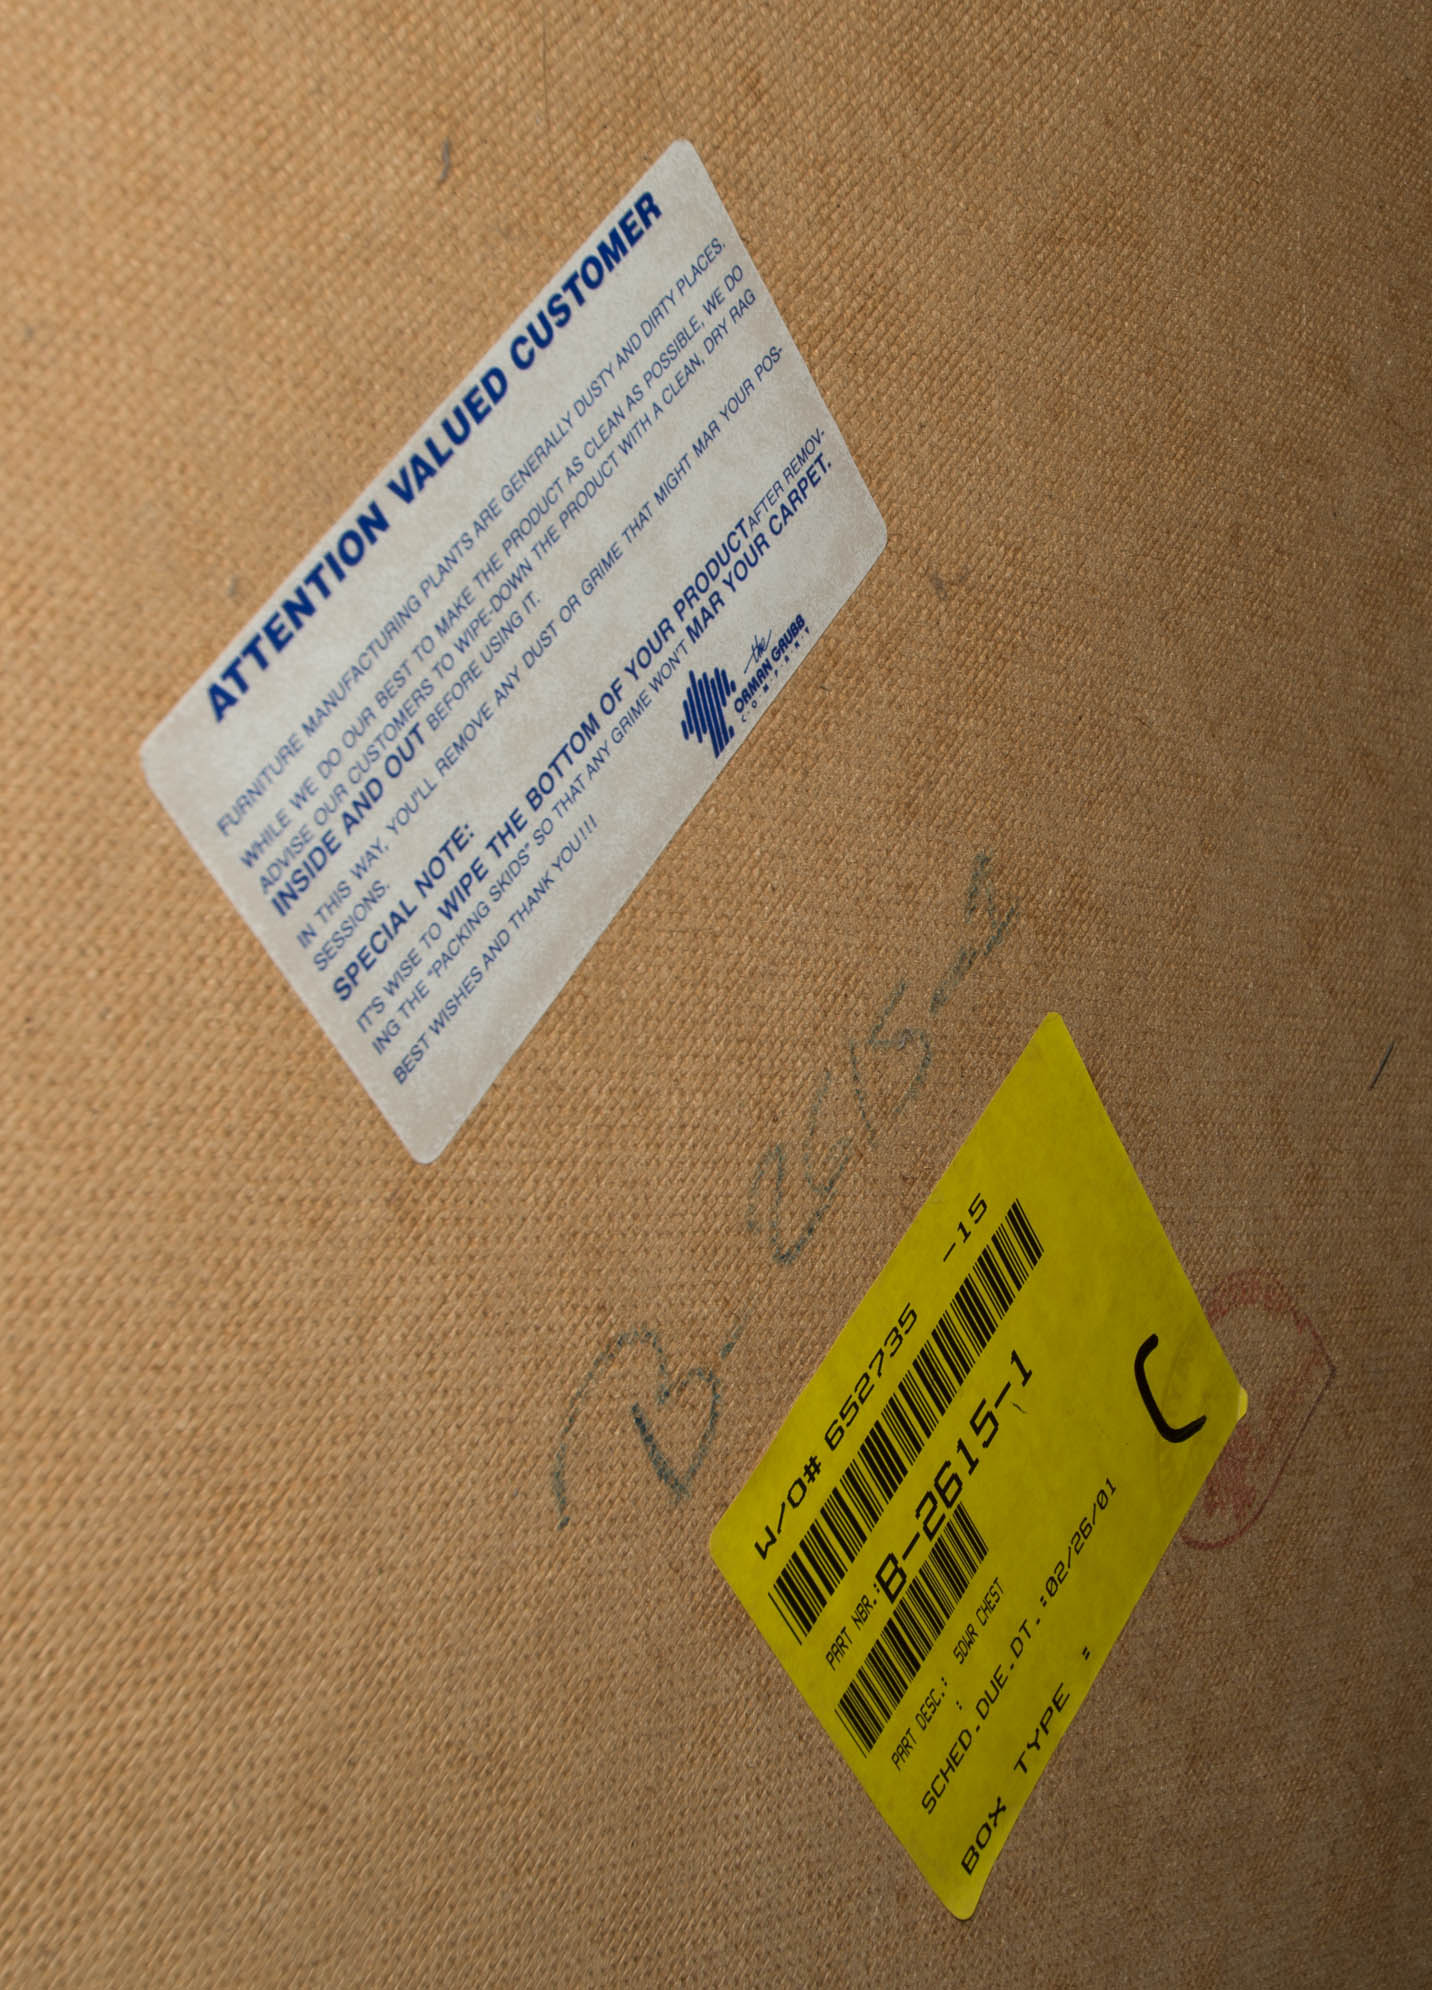 ATTENTION VALUED CUSTOMER
FURNITURE MANUFACTURING PLANTS ARE GENERALLY DUSTY AND DIRTY PLACES.
WHILE WE DO OUR BEST TO MAKE THE PRODUCT AS CLEAN AS POSSIBLE, WE DO
ADVISE OUR CUSTOMERS TO WIPE-DOWN THE PRODUCT WITH A CLEAN, DRY RAG
INSIDE AND OUT BEFORE USING IT.
IN THIS WAY, YOU'LL REMOVE ANY DUST OR GRIME THAT MIGHT MAR YOUR POS-
SESSIONS.
SPECIAL NOTE:
IT'S WISE TO WIPE THE BOTTOM OF YOUR PRODUCT AFTER REMOV-
ING THE "PACKING SKIDS" SO THAT ANY GRIME WON'T MAR YOUR CARPET.
BEST WISHES AND THANK YOU!!!
the
ORMAN GRUBB
COMPANY
B-2615
W/O# 652735 -15
PART NBR.: B-2615-1
PART DESC.: 5DWR CHEST
:
SCHED.DUE.DT.:02/26/01
BOX TYPE :
C